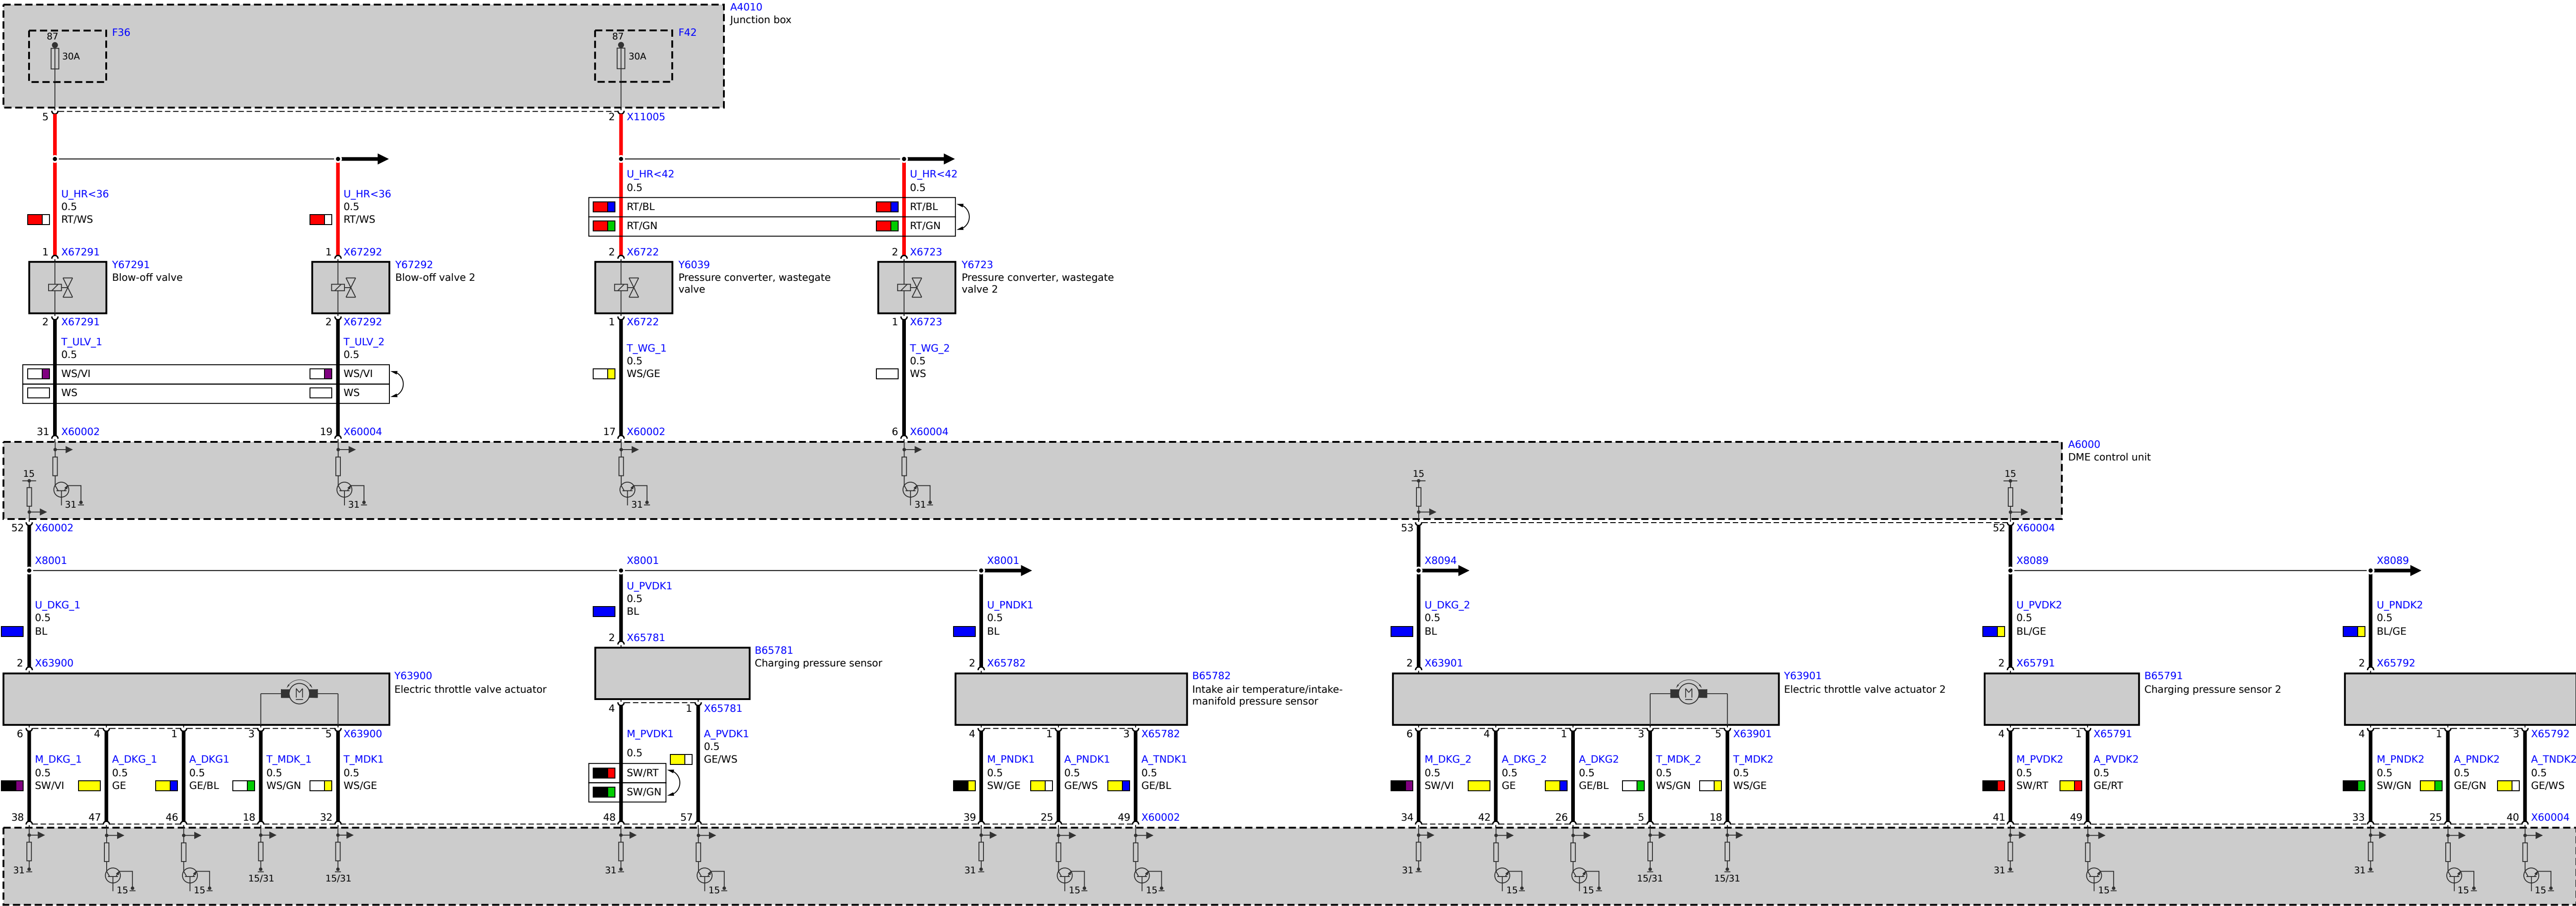 A4010
Junction box
87
F36
30A
87
F42
30A
5
2
X11005
U_HR<36
0.5
RT/WS
U_HR<36
0.5
RT/WS
U_HR<42
0.5
RT/BL
RT/GN
U_HR<42
0.5
RT/BL
RT/GN
1
X67291
1
X67292
2
X6722
2
X6723
Y67291
Blow-off valve
Y67292
Blow-off valve 2
Y6039
Pressure converter, wastegate
valve
Y6723
Pressure converter, wastegate
valve 2
2
X67291
2
X67292
1
X6722
1
X6723
T_ULV_1
0.5
WS/VI
WS
T_ULV_2
0.5
WS/VI
WS
T_WG_1
0.5
WS/GE
T_WG_2
0.5
WS
31
X60002
19
X60004
17
X60002
6
X60004
A6000
DME control unit
15
31
31
31
31
15
15
52
X60002
53
52
X60004
X8001
X8001
X8001
X8094
X8089
X8089
U_DKG_1
0.5
BL
U_PVDK1
0.5
BL
U_PNDK1
0.5
BL
U_DKG_2
0.5
BL
U_PVDK2
0.5
BL/GE
U_PNDK2
0.5
BL/GE
2
X63900
2
X65781
2
X65782
2
X63901
2
X65791
2
X65792
Y63900
Electric throttle valve actuator
M
B65781
Charging pressure sensor
B65782
Intake air temperature/intake-
manifold pressure sensor
Y63901
Electric throttle valve actuator 2
M
B65791
Charging pressure sensor 2
6
4
1
3
5
X63900
4
1
X65781
4
1
3
X65782
6
4
1
3
5
X63901
4
1
X65791
4
1
3
X65792
M_DKG_1
0.5
SW/VI
A_DKG_1
0.5
GE
A_DKG1
0.5
GE/BL
T_MDK_1
0.5
WS/GN
T_MDK1
0.5
WS/GE
M_PVDK1
0.5
SW/RT
SW/GN
A_PVDK1
0.5
GE/WS
M_PNDK1
0.5
SW/GE
A_PNDK1
0.5
GE/WS
A_TNDK1
0.5
GE/BL
M_DKG_2
0.5
SW/VI
A_DKG_2
0.5
GE
A_DKG2
0.5
GE/BL
T_MDK_2
0.5
WS/GN
T_MDK2
0.5
WS/GE
M_PVDK2
0.5
SW/RT
A_PVDK2
0.5
GE/RT
M_PNDK2
0.5
SW/GN
A_PNDK2
0.5
GE/GN
A_TNDK2
0.5
GE/WS
38
47
46
18
32
48
57
39
25
49
X60002
34
42
26
5
18
41
49
33
25
40
X60004
31
15
15
15/31
15/31
31
15
31
15
15
31
15
15
15/31
15/31
31
15
31
15
15